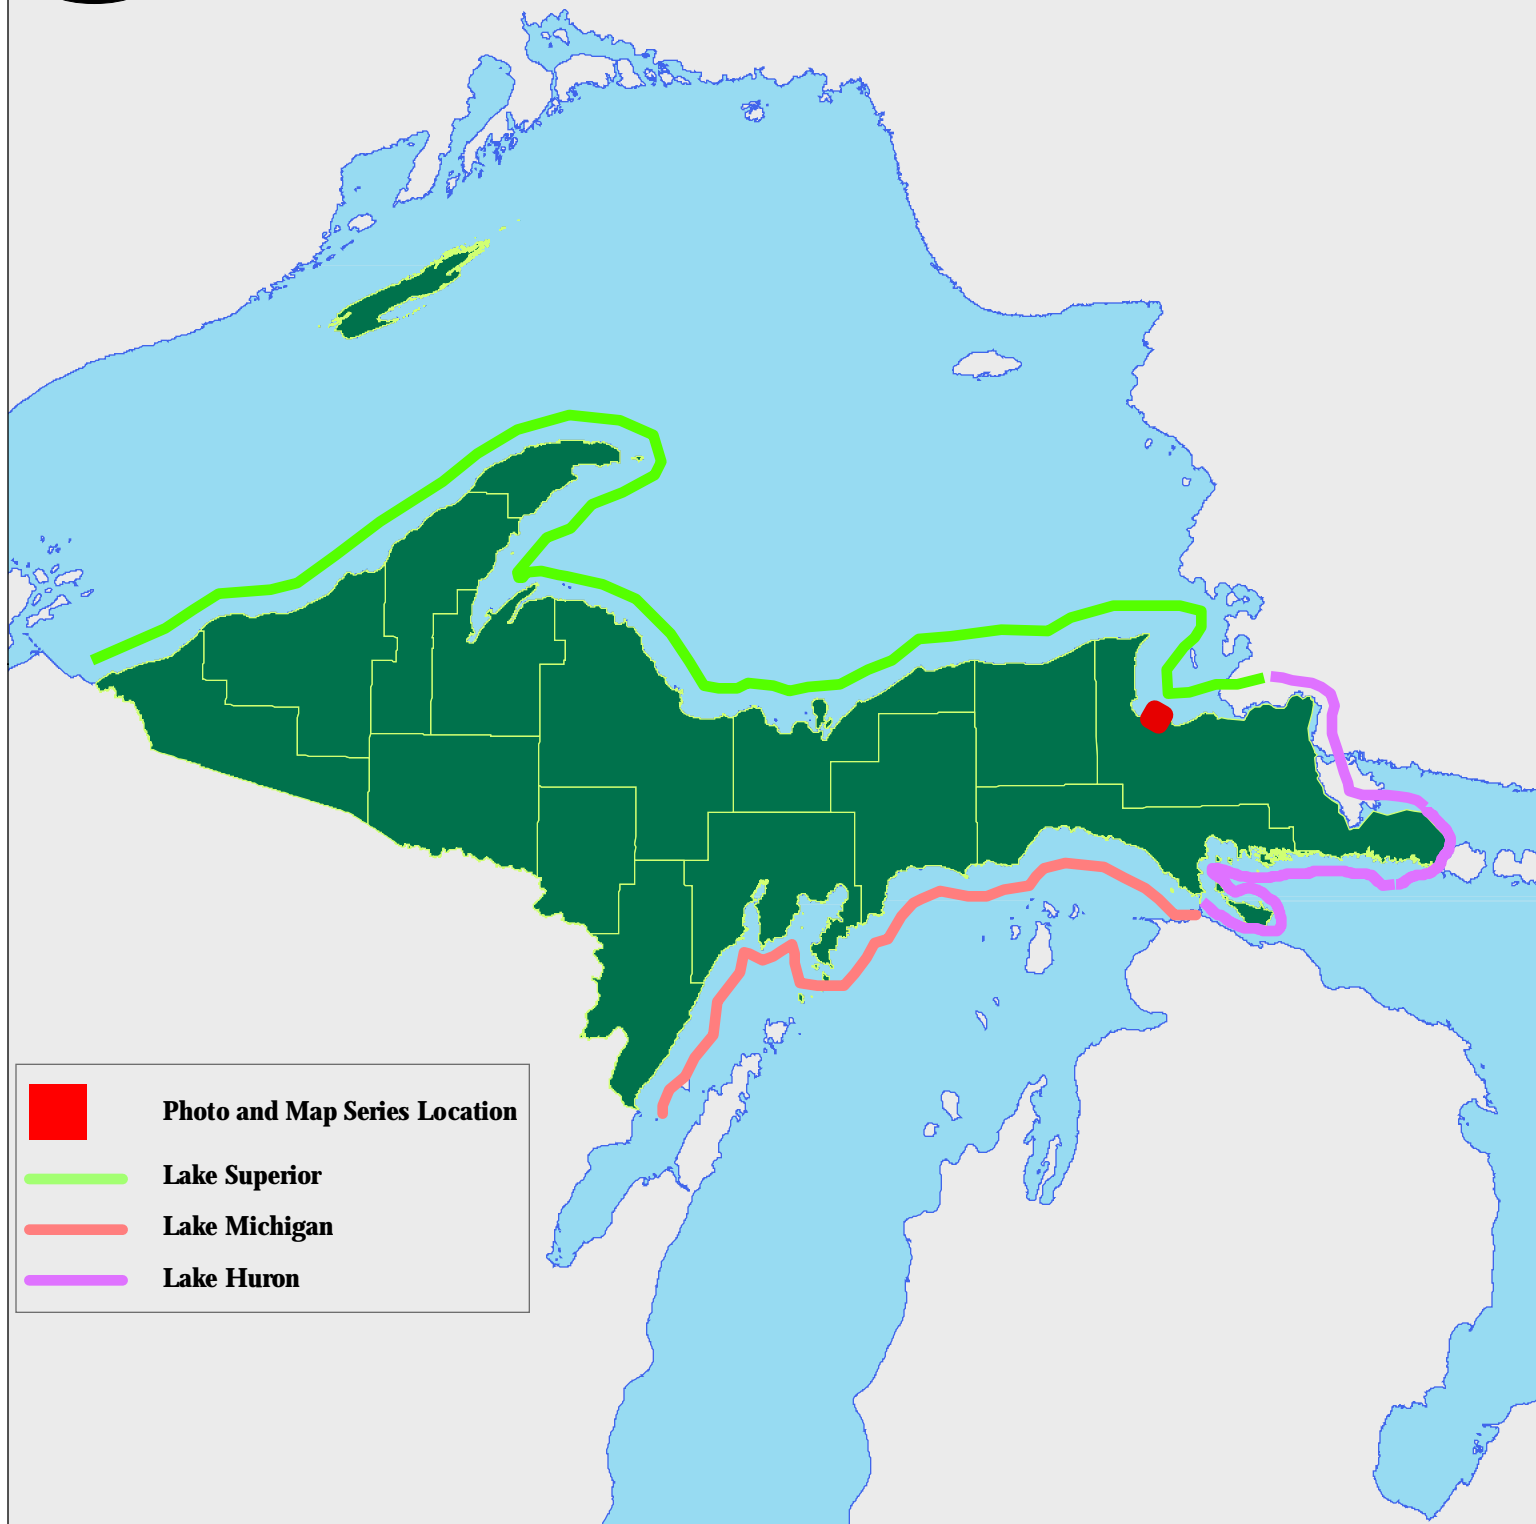 Photo and Map Series Location
Lake Superior
Lake Michigan
Lake Huron